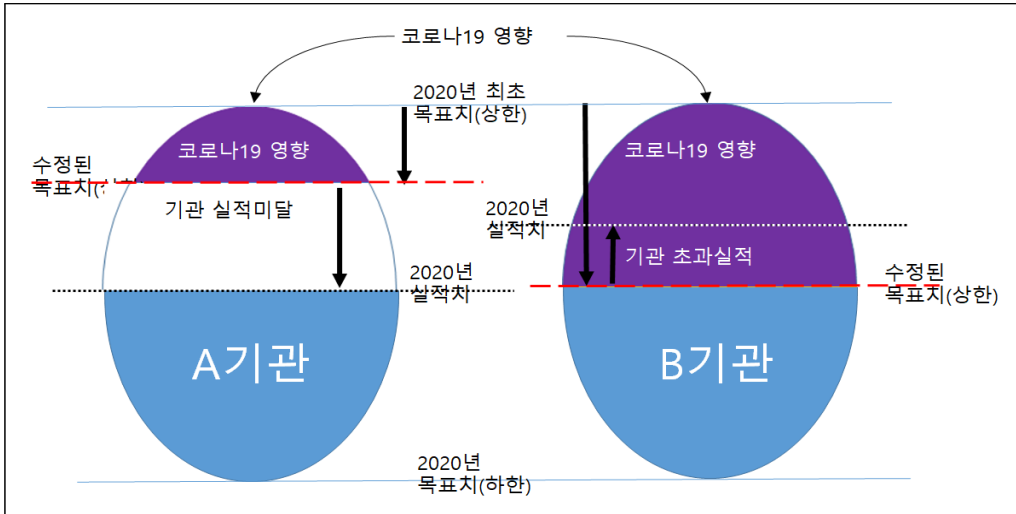 코로나19 영향
2020년 최초
목표치(상한)
코로나19 영향
수정된
목표치(
기관 실적미달
2020년
실적치
A기관
코로나19 영향
2020년
실적치
기관 초과실적
수정된
목표치(상한)
B기관
2020년
목표치(하한)